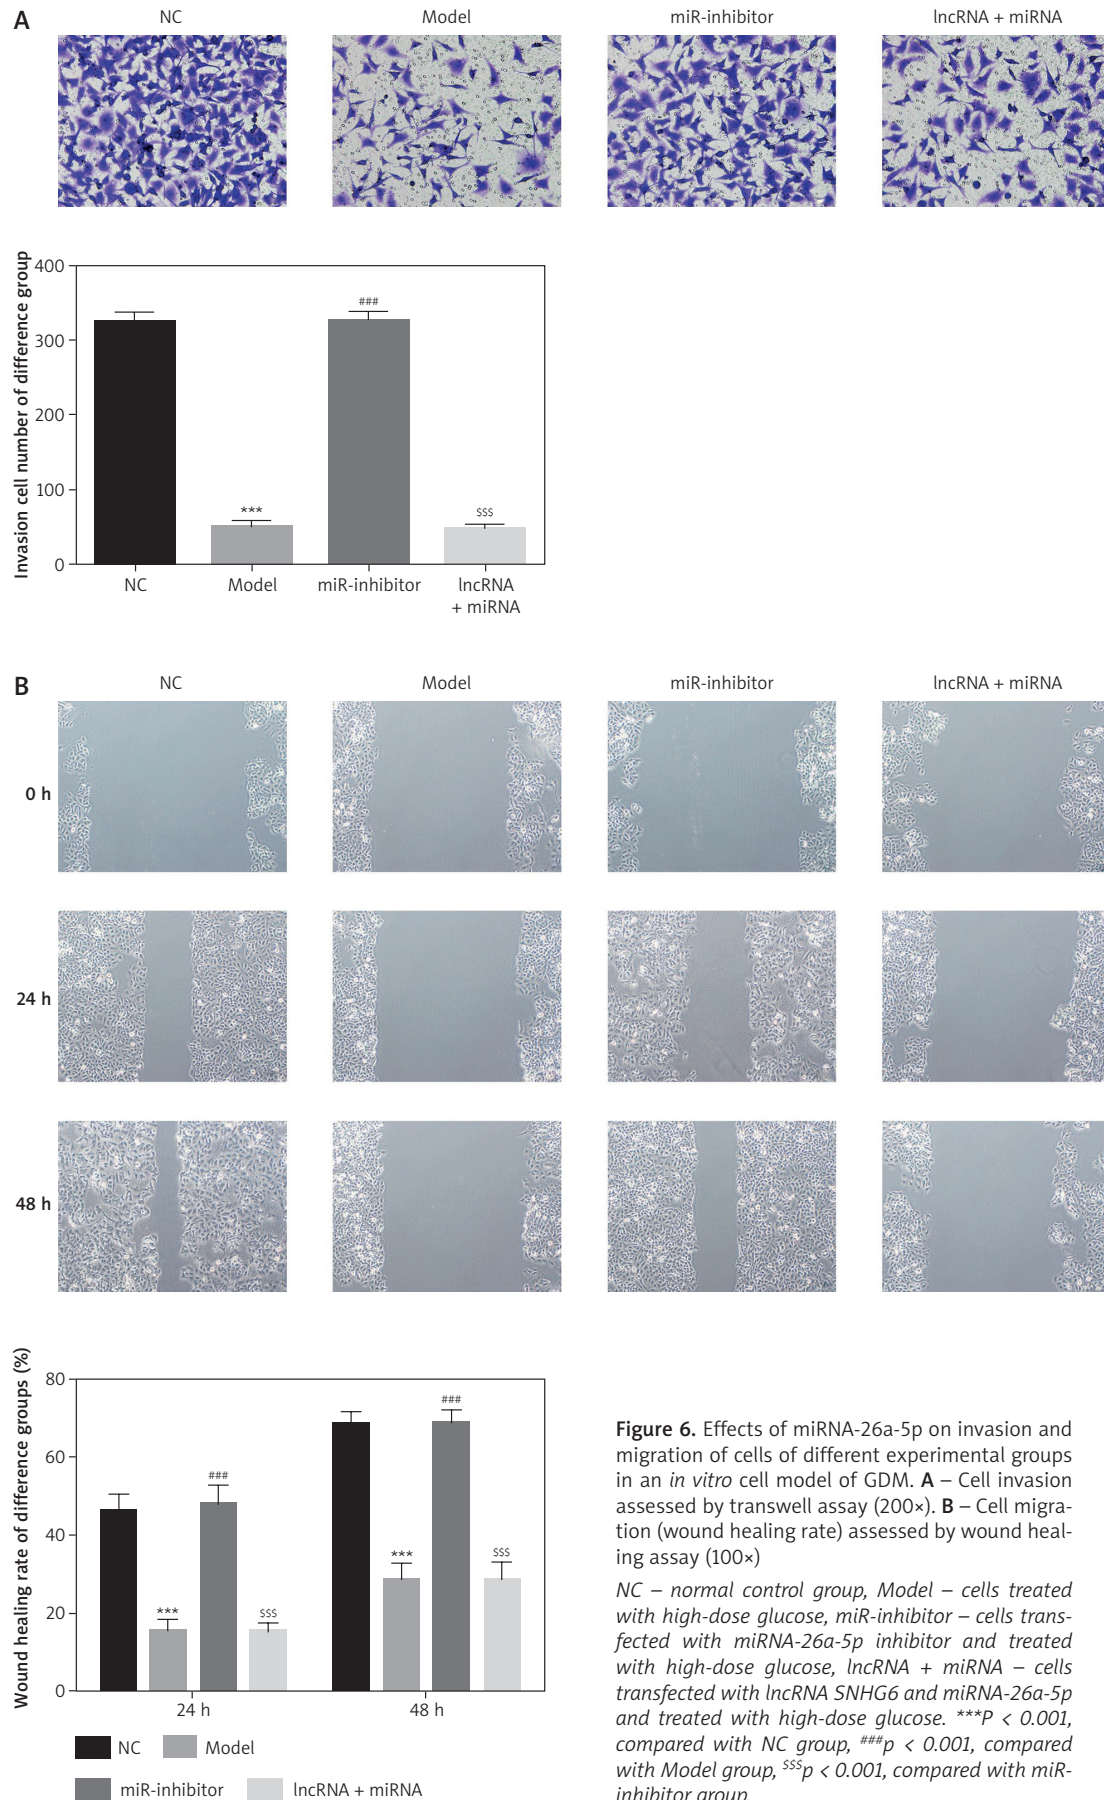 A
NC
Model
miR-inhibitor
lncRNA + miRNA
Invasion cell number of difference group
400
300
200
100
0
***
###
$$$
NC
Model
miR-inhibitor
lncRNA
+ miRNA
B
NC
Model
miR-inhibitor
lncRNA + miRNA
0 h
24 h
48 h
Wound healing rate of difference groups (%)
80
60
40
20
0
***
###
$$$
***
###
$$$
24 h
48 h
NC
Model
miR-inhibitor
lncRNA + miRNA
Figure 6. Effects of miRNA-26a-5p on invasion and
migration of cells of different experimental groups
in an in vitro cell model of GDM. A – Cell invasion
assessed by transwell assay (200×). B – Cell migra-
tion (wound healing rate) assessed by wound heal-
ing assay (100×)
NC – normal control group, Model – cells treated
with high-dose glucose, miR-inhibitor – cells trans-
fected with miRNA-26a-5p inhibitor and treated
with high-dose glucose, lncRNA + miRNA – cells
transfected with lncRNA SNHG6 and miRNA-26a-5p
and treated with high-dose glucose. ***P < 0.001,
compared with NC group, ###p < 0.001, compared
with Model group, $$$p < 0.001, compared with miR-
inhibitor group